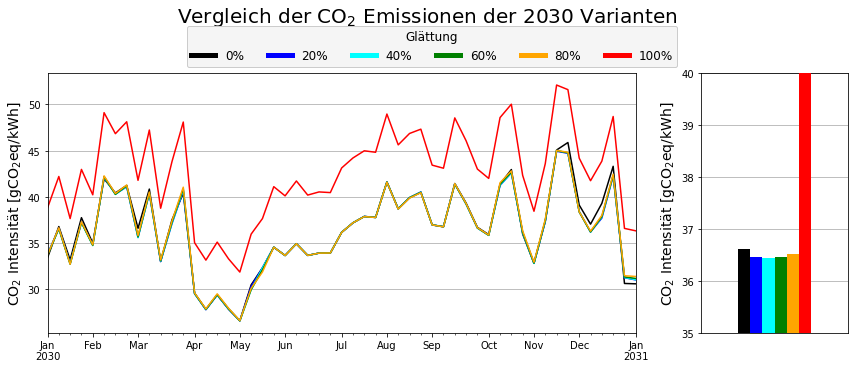 Vergleich der CO₂ Emissionen der 2030 Varianten
Glättung
0% 20% 40% 60% 80% 100%
CO₂ Intensität [gCO₂eq/kWh]
50
45
40
35
30
Jan Feb Mar Apr May Jun Jul Aug Sep Oct Nov Dec Jan
2030 2031
CO₂ Intensität [gCO₂eq/kWh]
40
39
38
37
36
35